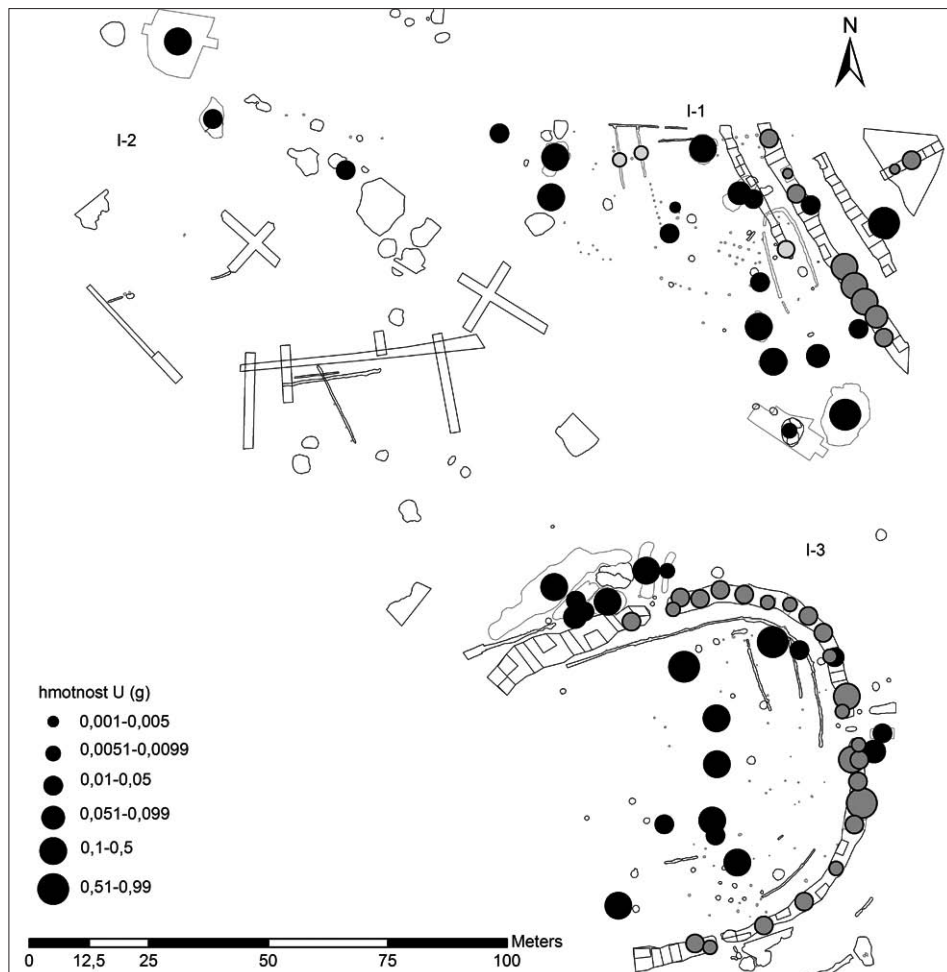 N
I-1
I-2
I-3
hmotnost U (g)
0,001-0,005
0,0051-0,0099
0,01-0,05
0,051-0,099
0,1-0,5
0,51-0,99
Meters
0 12,5 25 50 75 100